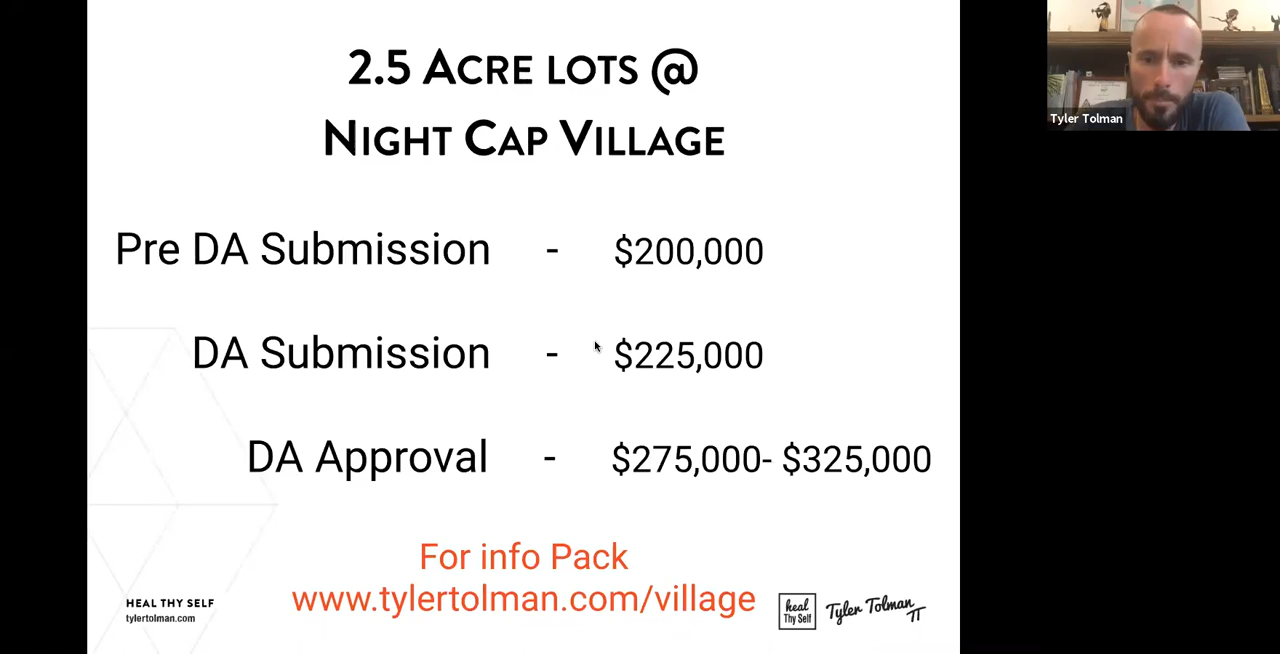 2.5 ACRE LOTS @
NIGHT CAP VILLAGE
Pre DA Submission - $200,000
DA Submission - $225,000
DA Approval - $275,000- $325,000
For info Pack
www.tylertolman.com/village
HEAL THY SELF
tylertolman.com
heal
Thy Self
Tyler Tolman
TT
Tyler Tolman